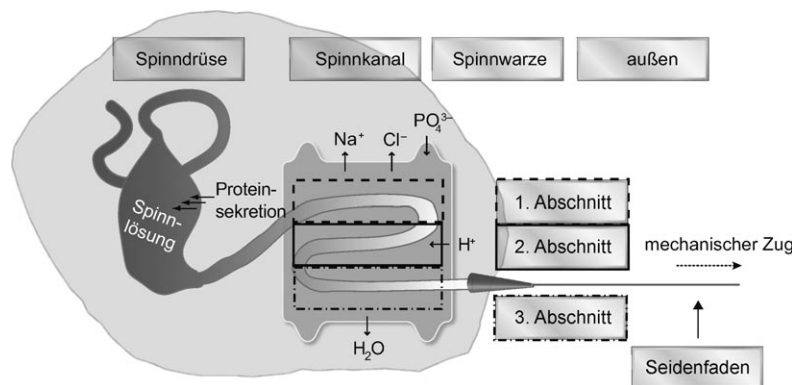 Spinndrüse
Spinnkanal
Spinnwarze
außen
Na⁺
Cl⁻
PO₄³⁻
Protein-
sekretion
Spinn-
lösung
H⁺
H₂O
1. Abschnitt
2. Abschnitt
3. Abschnitt
mechanischer Zug
Seidenfaden